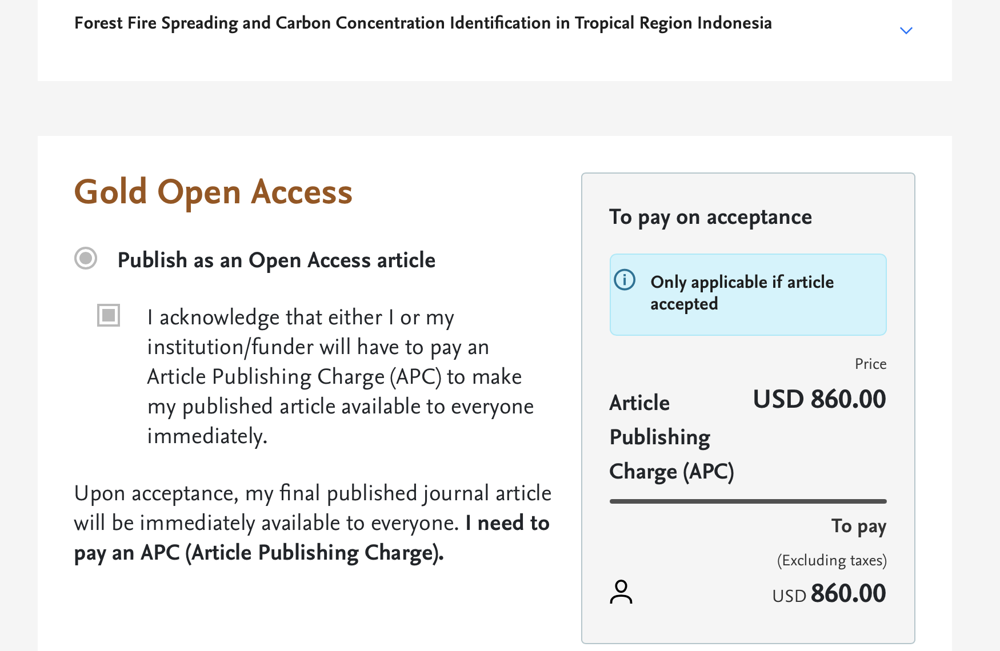 Forest Fire Spreading and Carbon Concentration Identification in Tropical Region Indonesia
Gold Open Access
Publish as an Open Access article
I acknowledge that either I or my
institution/funder will have to pay an
Article Publishing Charge (APC) to make
my published article available to everyone
immediately.
Upon acceptance, my final published journal article
will be immediately available to everyone. I need to
pay an APC (Article Publishing Charge).
To pay on acceptance
Only applicable if article
accepted
Price
Article
USD 860.00
Publishing
Charge (APC)
To pay
(Excluding taxes)
USD 860.00